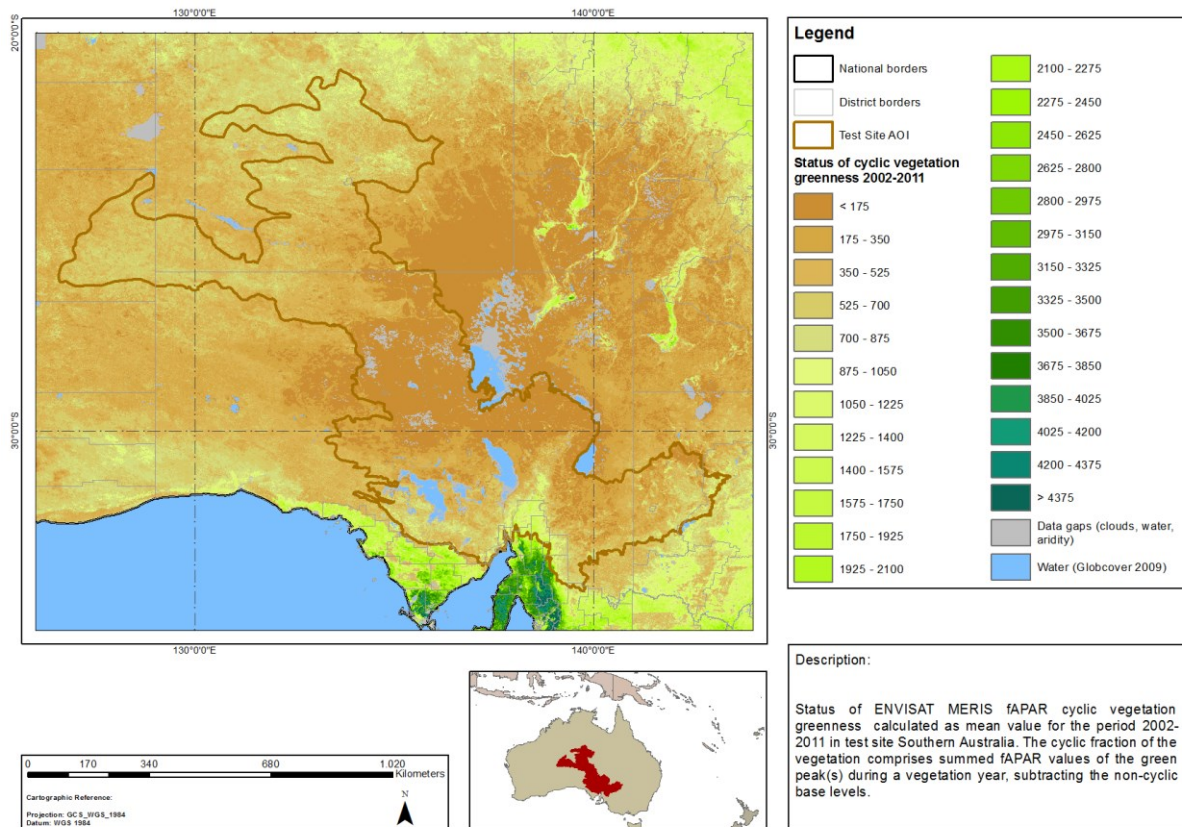 130°0'0"E
140°0'0"E
20°0'0"S
30°0'0"S
30°0'0"S
130°0'0"E
140°0'0"E
Legend
National borders
District borders
Test Site AOI
Status of cyclic vegetation
greenness 2002-2011
< 175
175 - 350
350 - 525
525 - 700
700 - 875
875 - 1050
1050 - 1225
1225 - 1400
1400 - 1575
1575 - 1750
1750 - 1925
1925 - 2100
2100 - 2275
2275 - 2450
2450 - 2625
2625 - 2800
2800 - 2975
2975 - 3150
3150 - 3325
3325 - 3500
3500 - 3675
3675 - 3850
3850 - 4025
4025 - 4200
4200 - 4375
> 4375
Data gaps (clouds, water,
aridity)
Water (Globcover 2009)
0 170 340 680 1.020
Kilometers
Cartographic Reference:
Projection: GCS_WGS_1984
Datum: WGS 1984
N
Description:
Status of ENVISAT MERIS fAPAR cyclic vegetation
greenness calculated as mean value for the period 2002-
2011 in test site Southern Australia. The cyclic fraction of the
vegetation comprises summed fAPAR values of the green
peak(s) during a vegetation year, subtracting the non-cyclic
base levels.